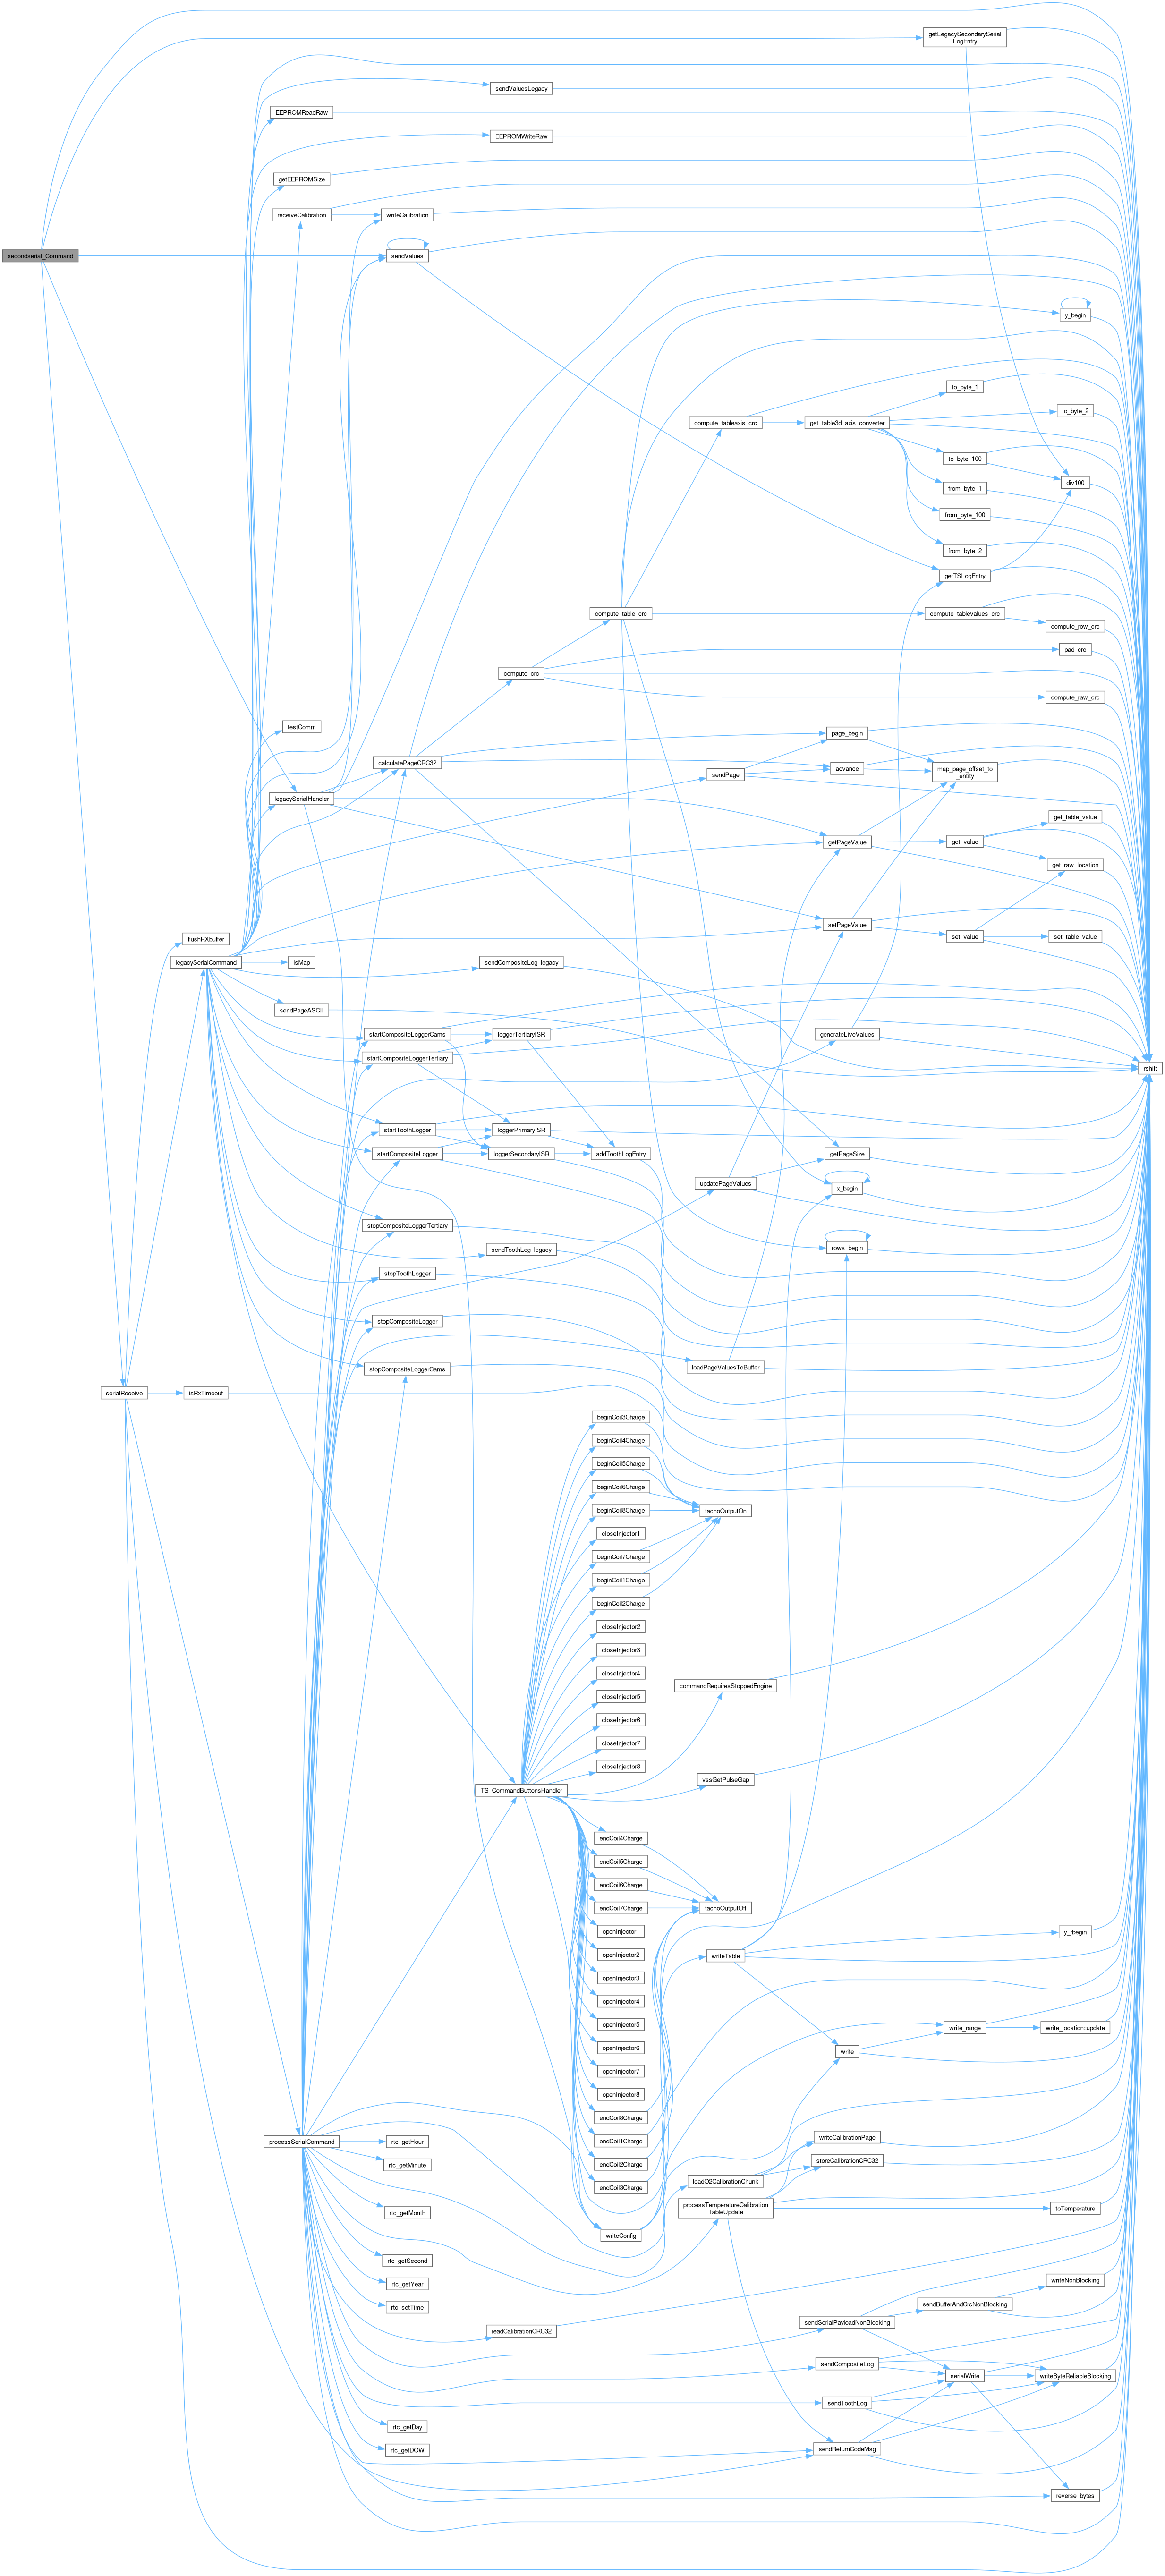 getLegacySecondarySerial
LogEntry
sendValuesLegacy
EEPROMReadRaw
EEPROMWriteRaw
getEEPROMSize
receiveCalibration
writeCalibration
secondserial_Command
sendValues
y_begin
to_byte_1
to_byte_2
compute_tableaxis_crc
get_table3d_axis_converter
to_byte_100
div100
from_byte_1
from_byte_100
from_byte_2
getTSLogEntry
compute_table_crc
compute_tablevalues_crc
compute_row_crc
pad_crc
compute_crc
compute_raw_crc
testComm
page_begin
calculatePageCRC32
sendPage
advance
map_page_offset_to
_entity
legacySerialHandler
get_table_value
getPageValue
get_value
get_raw_location
setPageValue
set_value
set_table_value
flushRXbuffer
legacySerialCommand
isMap
sendCompositeLog_legacy
sendPageASCII
startCompositeLoggerCams
loggerTertiaryISR
generateLiveValues
startCompositeLoggerTertiary
rshift
startToothLogger
loggerPrimaryISR
startCompositeLogger
loggerSecondaryISR
addToothLogEntry
getPageSize
updatePageValues
x_begin
stopCompositeLoggerTertiary
sendToothLog_legacy
rows_begin
stopToothLogger
stopCompositeLogger
stopCompositeLoggerCams
loadPageValuesToBuffer
serialReceive
isRxTimeout
beginCoil3Charge
beginCoil4Charge
beginCoil5Charge
beginCoil6Charge
beginCoil8Charge
tachoOutputOn
closeInjector1
beginCoil7Charge
beginCoil1Charge
beginCoil2Charge
closeInjector2
closeInjector3
closeInjector4
commandRequiresStoppedEngine
closeInjector5
closeInjector6
closeInjector7
closeInjector8
vssGetPulseGap
TS_CommandButtonsHandler
endCoil4Charge
endCoil5Charge
endCoil6Charge
endCoil7Charge
tachoOutputOff
openInjector1
y_rbegin
openInjector2
writeTable
openInjector3
openInjector4
openInjector5
write_range
write_location::update
openInjector6
write
openInjector7
openInjector8
endCoil8Charge
endCoil1Charge
processSerialCommand
rtc_getHour
writeCalibrationPage
endCoil2Charge
rtc_getMinute
storeCalibrationCRC32
loadO2CalibrationChunk
endCoil3Charge
processTemperatureCalibration
TableUpdate
toTemperature
rtc_getMonth
writeConfig
rtc_getSecond
writeNonBlocking
rtc_getYear
sendBufferAndCrcNonBlocking
rtc_setTime
sendSerialPayloadNonBlocking
readCalibrationCRC32
sendCompositeLog
serialWrite
writeByteReliableBlocking
sendToothLog
rtc_getDay
rtc_getDOW
sendReturnCodeMsg
reverse_bytes